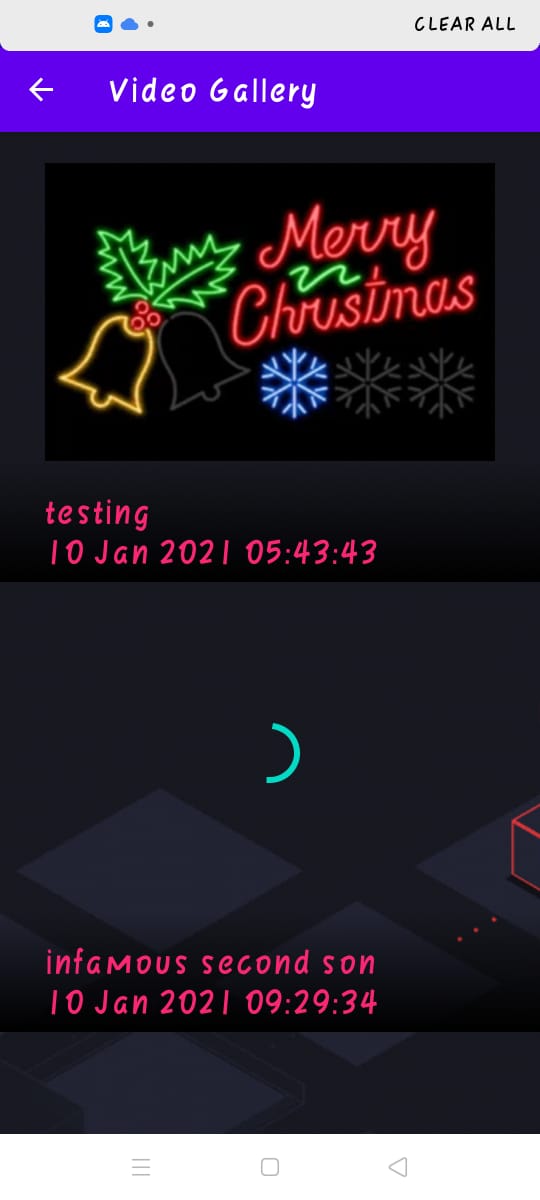 CLEAR ALL
Video Gallery
Merry
Christmas
testing
10 Jan 2021 05:43:43
infamous second son
10 Jan 2021 09:29:34